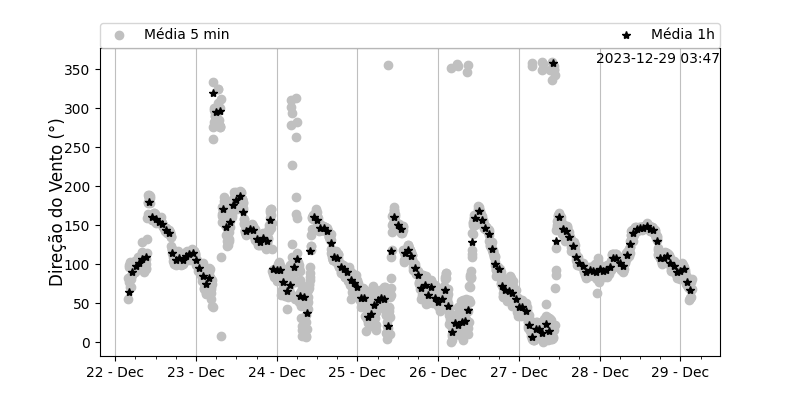 Média 5 min
Média 1h
2023-12-29 03:47
Direção do Vento (°)
350
300
250
200
150
100
50
0
22 - Dec
23 - Dec
24 - Dec
25 - Dec
26 - Dec
27 - Dec
28 - Dec
29 - Dec